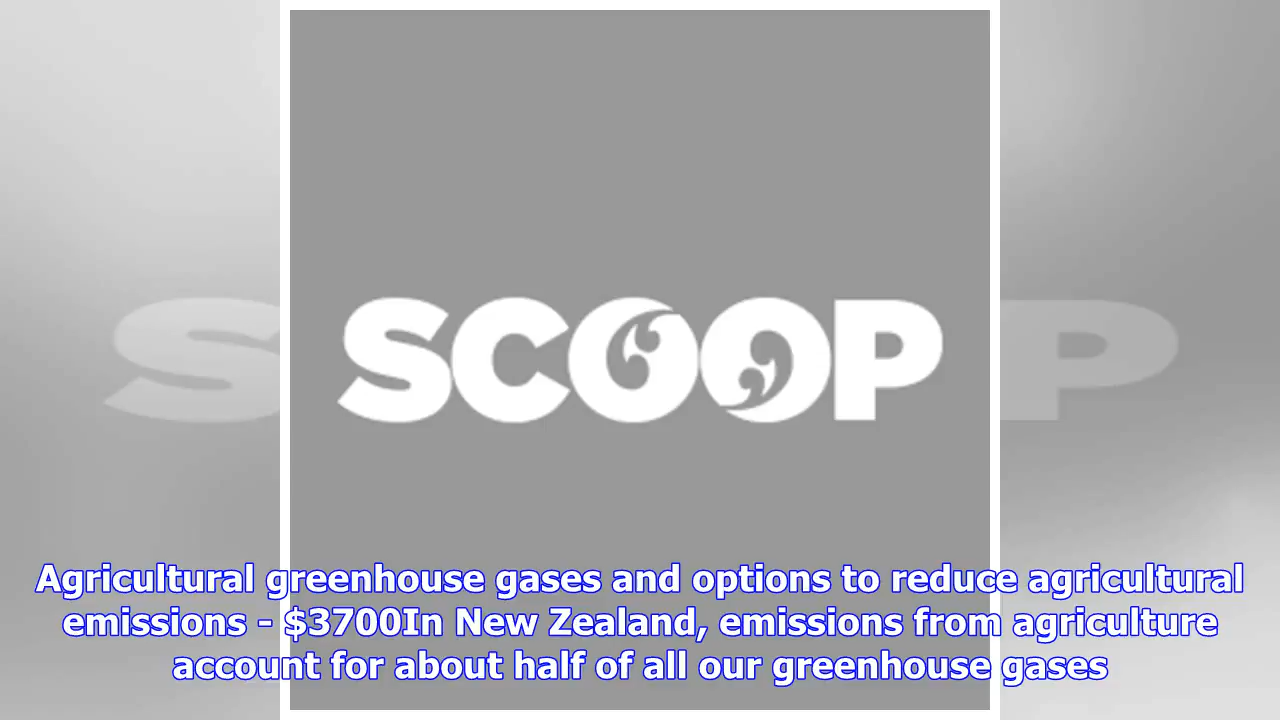 SCOOP
Agricultural greenhouse gases and options to reduce agricultural
emissions - $3700In New Zealand, emissions from agriculture
account for about half of all our greenhouse gases